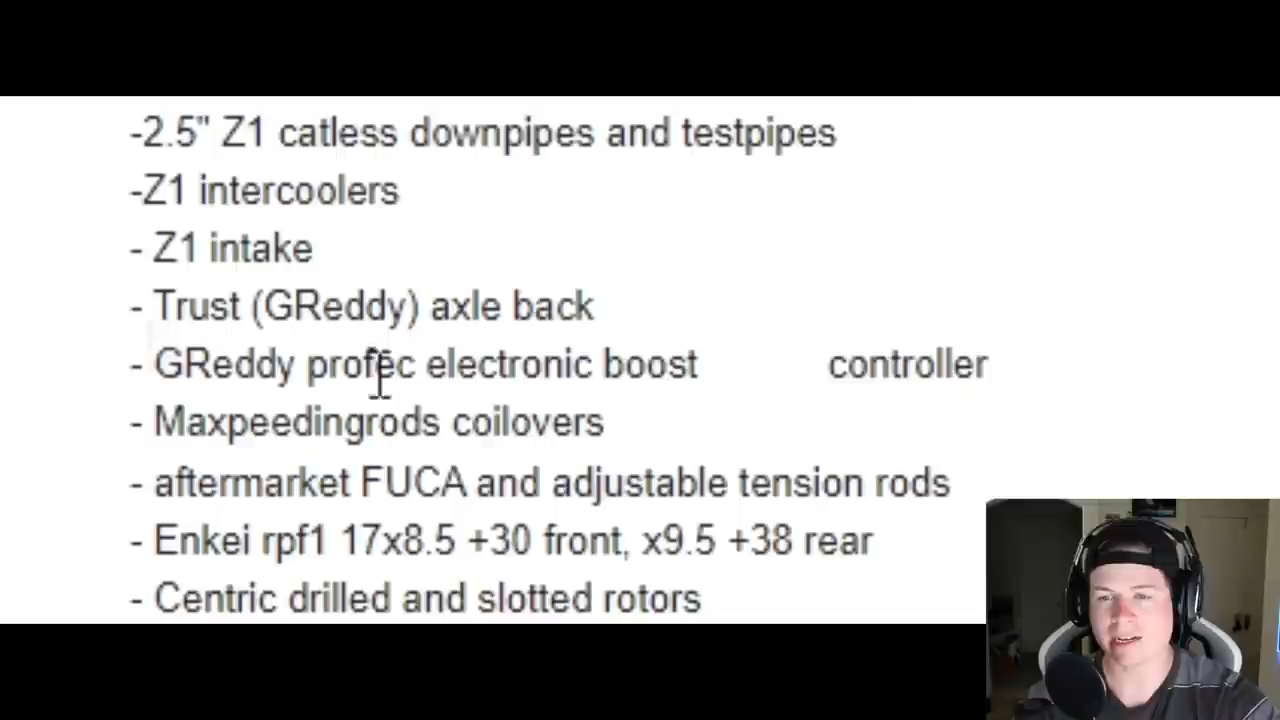 -2.5" Z1 catless downpipes and testpipes
-Z1 intercoolers
- Z1 intake
- Trust (GReddy) axle back
- GReddy profec electronic boost controller
- Maxpeedingrods coilovers
- aftermarket FUCA and adjustable tension rods
- Enkei rpf1 17x8.5 +30 front, x9.5 +38 rear
- Centric drilled and slotted rotors